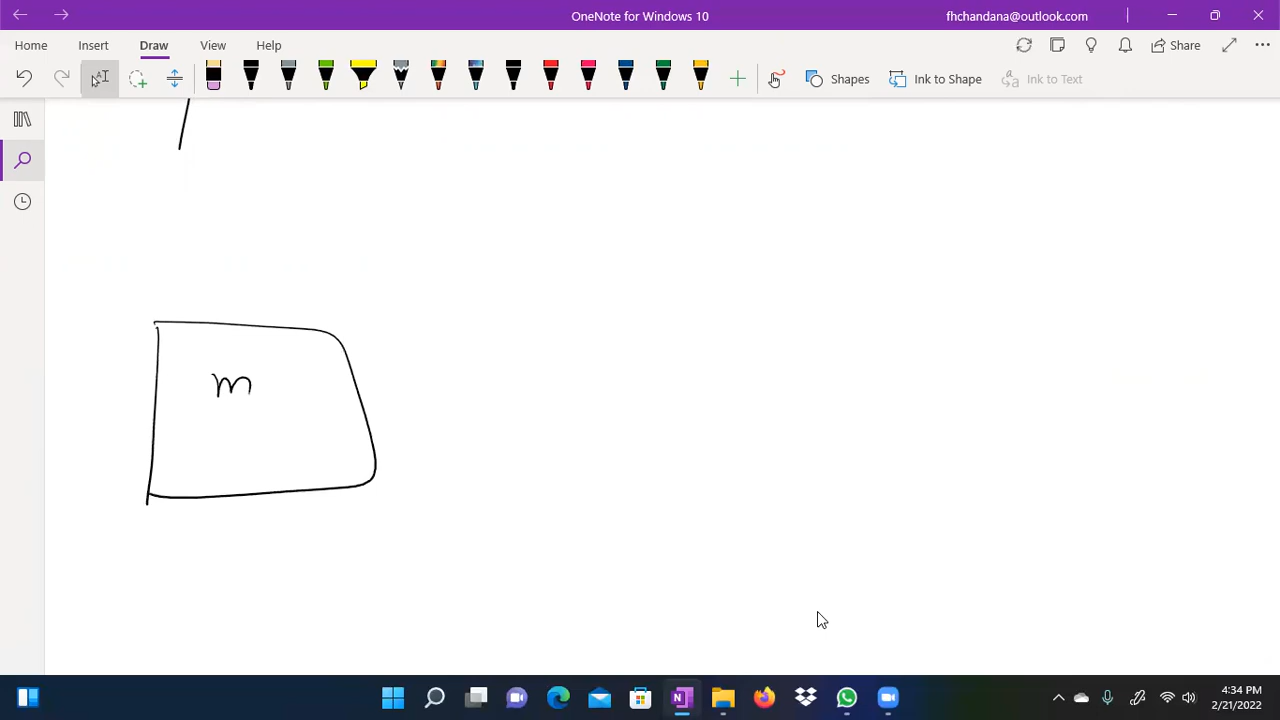 OneNote for Windows 10
fhchandana@outlook.com
Home
Insert
Draw
View
Help
Share
Shapes
Ink to Shape
Ink to Text
m
4:34 PM
2/21/2022